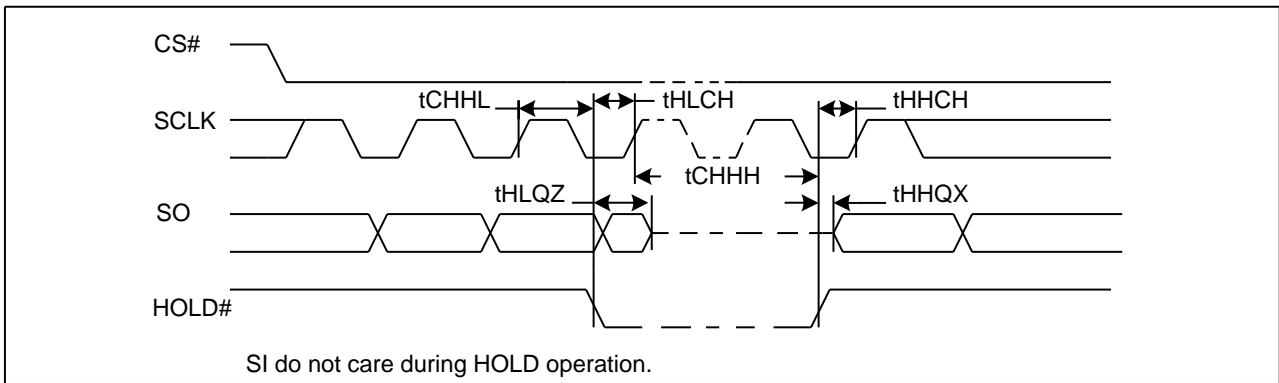 CS#
tCHHL
tHLCH
tHHCH
SCLK
tCHHH
tHLQZ
tHHQX
SO
HOLD#
SI do not care during HOLD operation.